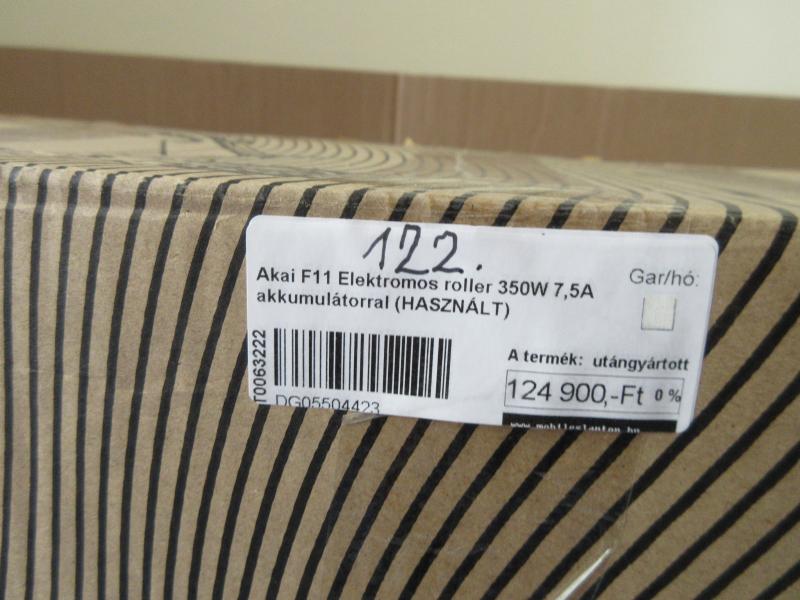 122.
Akai F11 Elektromos roller 350W 7,5A
akkumulátorral (HASZNÁLT)
Gar/hó:
T0063222
DG05504423
A termék: utángyártott
124 900,-Ft 0 %